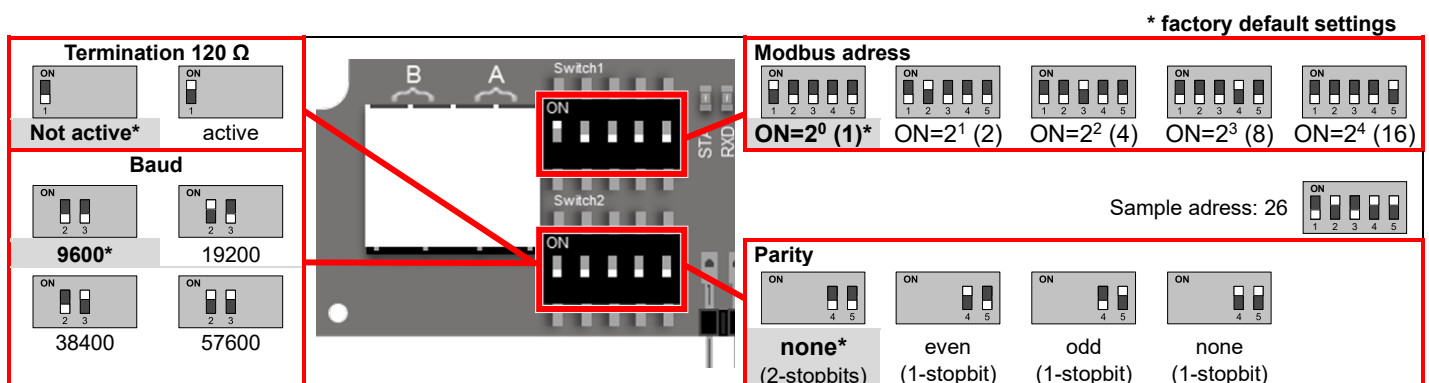 * factory default settings
Termination 120 Ω
ON
1
Not active*
ON
1
active
Baud
ON
2 3
9600*
ON
2 3
19200
ON
2 3
38400
ON
2 3
57600
B A
Switch1
ON
STA
RXD
Switch2
ON
Modbus adress
ON
1 2 3 4 5
ON=2⁰ (1)*
ON
1 2 3 4 5
ON=2¹ (2)
ON
1 2 3 4 5
ON=2² (4)
ON
1 2 3 4 5
ON=2³ (8)
ON
1 2 3 4 5
ON=2⁴ (16)
Sample adress: 26
ON
1 2 3 4 5
Parity
ON
4 5
none*
(2-stopbits)
ON
4 5
even
(1-stopbit)
ON
4 5
odd
(1-stopbit)
ON
4 5
none
(1-stopbit)